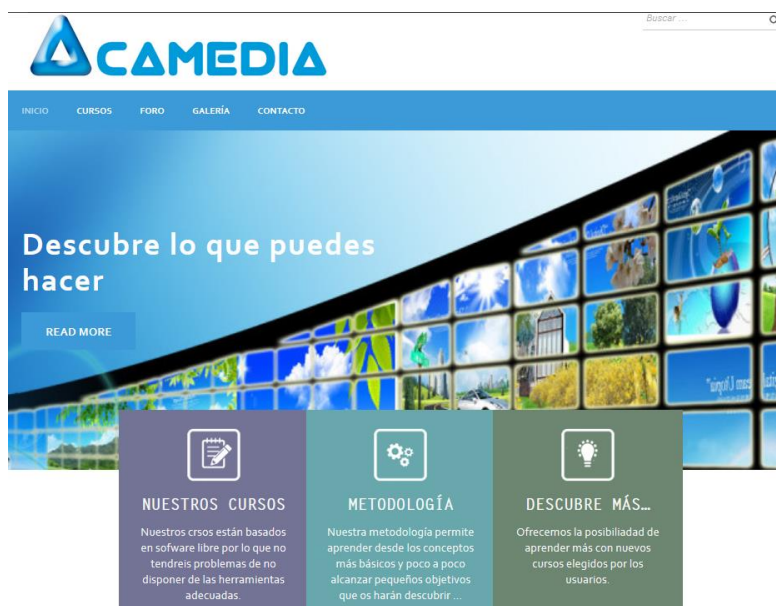 Buscar ...
ACAMEDIA
INICIO CURSOS FORO GALERÍA CONTACTO
Descubre lo que puedes
hacer
READ MORE
NUESTROS CURSOS
Nuestros crsos están basados
en sofware libre por lo que no
tendreis problemas de no
disponer de las herramientas
adecuadas.
METODOLOGÍA
Nuestra metodología permite
aprender desde los conceptos
más básicos y poco a poco
alcanzar pequeños objetivos
que os harán descubrir ...
DESCUBRE MÁS...
Ofrecemos la posibiliadad de
aprender más con nuevos
cursos elegidos por los
usuarios.